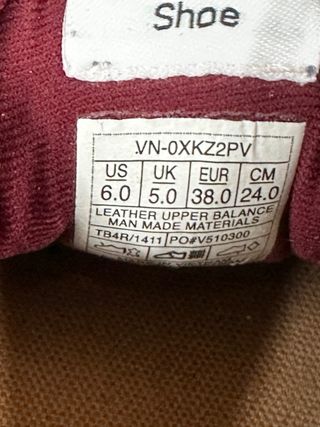 Shoe
VN-0XKZ2PV
US UK EUR CM
6.0 5.0 38.0 24.0
LEATHER UPPER BALANCE
MAN MADE MATERIALS
TB4R/1411 PO#V510300